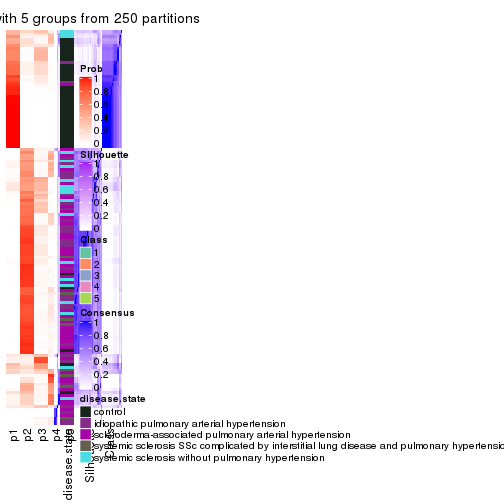 with 5 groups from 250 partitions
Prob
1
0.8
0.6
0.4
0.2
0
Silhouette
1
0.8
0.6
0.4
0.2
0
Class
1
2
3
4
5
Consensus
1
0.8
0.6
0.4
0.2
0
disease.state
control
idiopathic pulmonary arterial hypertension
scleroderma-associated pulmonary arterial hypertension
systemic sclerosis SSc complicated by interstitial lung disease and pulmonary hypertensio
systemic sclerosis without pulmonary hypertension
p1
p2
p3
p4
disease.state
Silh
Class